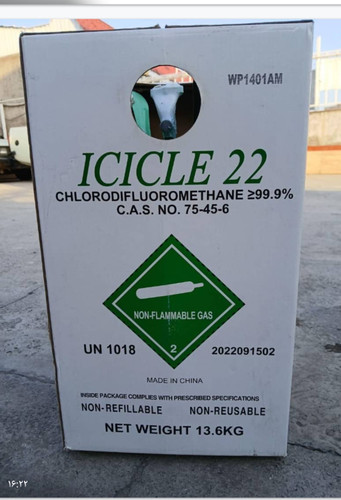 WP1401AM
ICICLE 22
CHLORODIFLUOROMETHANE ≥99.9%
C.A.S. NO. 75-45-6
NON-FLAMMABLE GAS
2
UN 1018
2022091502
MADE IN CHINA
INSIDE PACKAGE COMPLIES WITH PRESCRIBED SPECIFICATIONS
NON-REFILLABLE NON-REUSABLE
NET WEIGHT 13.6KG
۱۶:۲۲